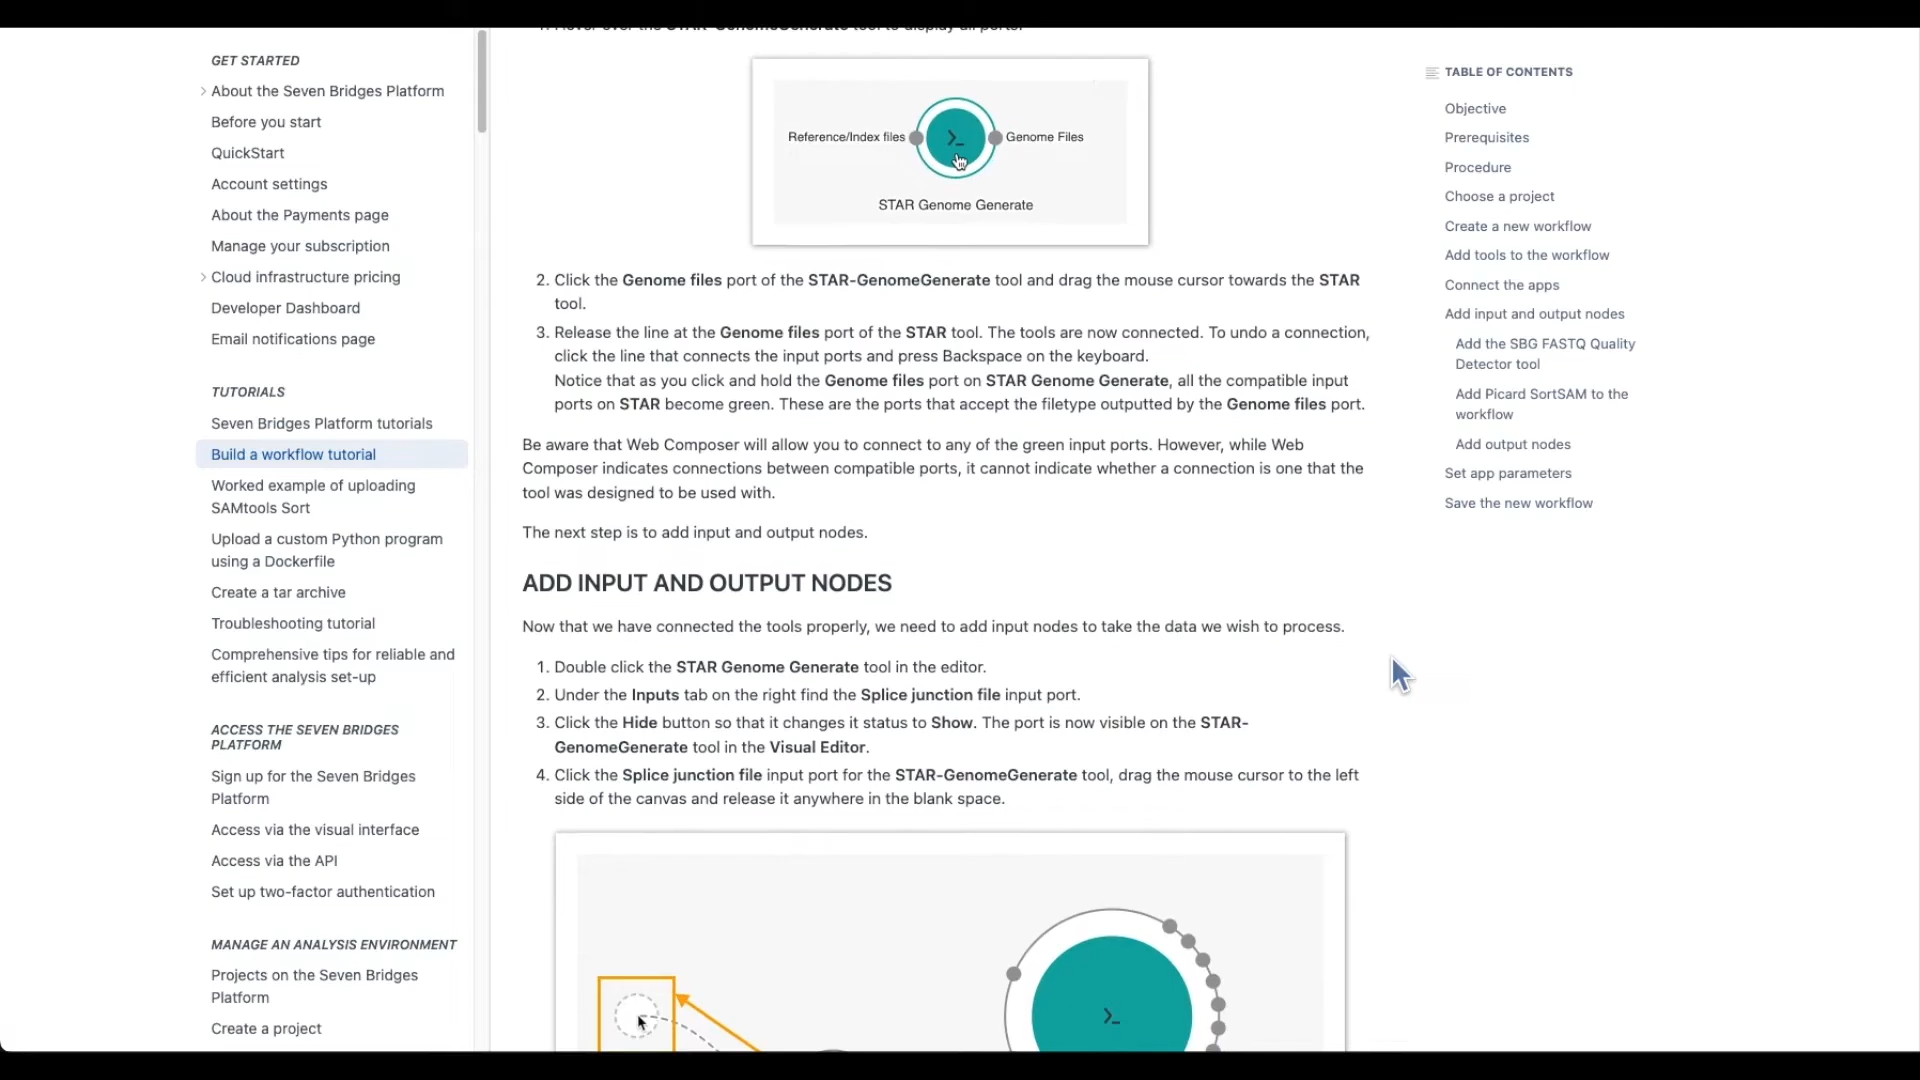 GET STARTED
About the Seven Bridges Platform
Before you start
QuickStart
Account settings
About the Payments page
Manage your subscription
Cloud infrastructure pricing
Developer Dashboard
Email notifications page
TUTORIALS
Seven Bridges Platform tutorials
Build a workflow tutorial
Worked example of uploading
SAMtools Sort
Upload a custom Python program
using a Dockerfile
Create a tar archive
Troubleshooting tutorial
Comprehensive tips for reliable and
efficient analysis set-up
ACCESS THE SEVEN BRIDGES
PLATFORM
Sign up for the Seven Bridges
Platform
Access via the visual interface
Access via the API
Set up two-factor authentication
MANAGE AN ANALYSIS ENVIRONMENT
Projects on the Seven Bridges
Platform
Create a project
1. Hover over the STAR-GenomeGenerate tool to display all ports.
Reference/Index files
>_
Genome Files
STAR Genome Generate
2. Click the Genome files port of the STAR-GenomeGenerate tool and drag the mouse cursor towards the STAR
tool.
3. Release the line at the Genome files port of the STAR tool. The tools are now connected. To undo a connection,
click the line that connects the input ports and press Backspace on the keyboard.
Notice that as you click and hold the Genome files port on STAR Genome Generate, all the compatible input
ports on STAR become green. These are the ports that accept the filetype outputted by the Genome files port.
Be aware that Web Composer will allow you to connect to any of the green input ports. However, while Web
Composer indicates connections between compatible ports, it cannot indicate whether a connection is one that the
tool was designed to be used with.
The next step is to add input and output nodes.
ADD INPUT AND OUTPUT NODES
Now that we have connected the tools properly, we need to add input nodes to take the data we wish to process.
1. Double click the STAR Genome Generate tool in the editor.
2. Under the Inputs tab on the right find the Splice junction file input port.
3. Click the Hide button so that it changes it status to Show. The port is now visible on the STAR-
GenomeGenerate tool in the Visual Editor.
4. Click the Splice junction file input port for the STAR-GenomeGenerate tool, drag the mouse cursor to the left
side of the canvas and release it anywhere in the blank space.
>_
TABLE OF CONTENTS
Objective
Prerequisites
Procedure
Choose a project
Create a new workflow
Add tools to the workflow
Connect the apps
Add input and output nodes
Add the SBG FASTQ Quality
Detector tool
Add Picard SortSAM to the
workflow
Add output nodes
Set app parameters
Save the new workflow